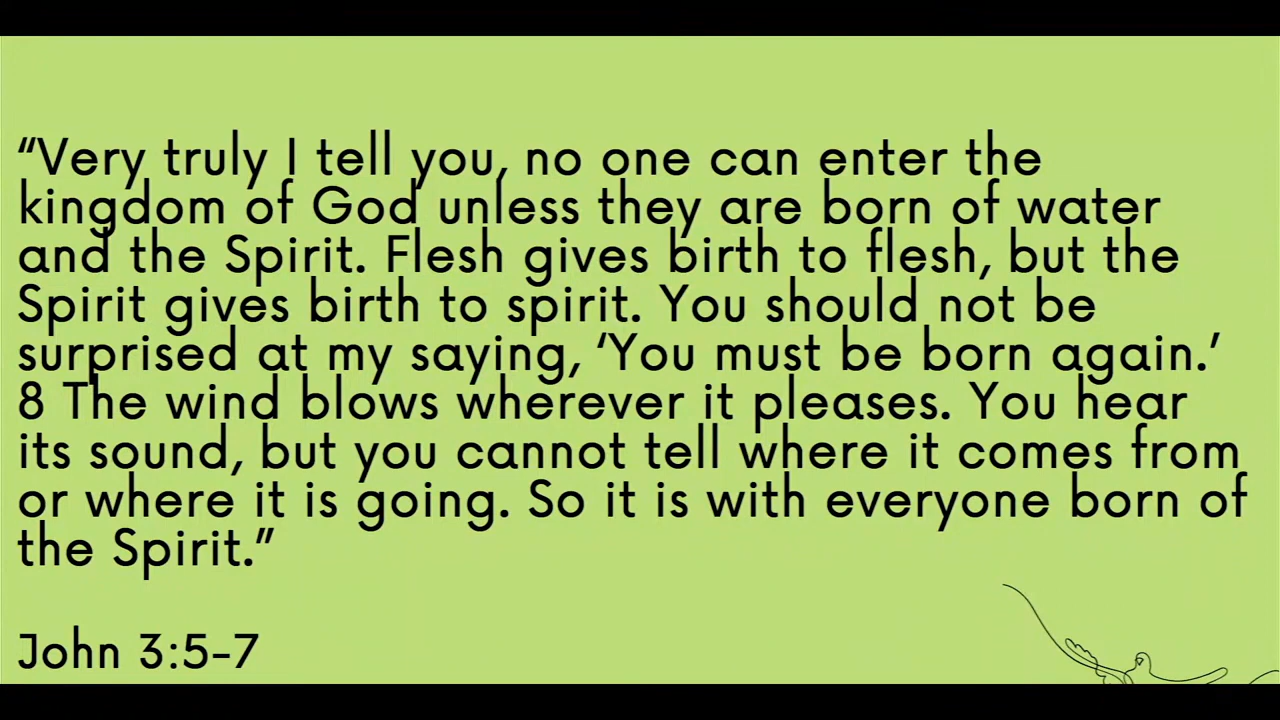 “Very truly I tell you, no one can enter the
kingdom of God unless they are born of water
and the Spirit. Flesh gives birth to flesh, but the
Spirit gives birth to spirit. You should not be
surprised at my saying, ‘You must be born again.’
8 The wind blows wherever it pleases. You hear
its sound, but you cannot tell where it comes from
or where it is going. So it is with everyone born of
the Spirit.”
John 3:5-7